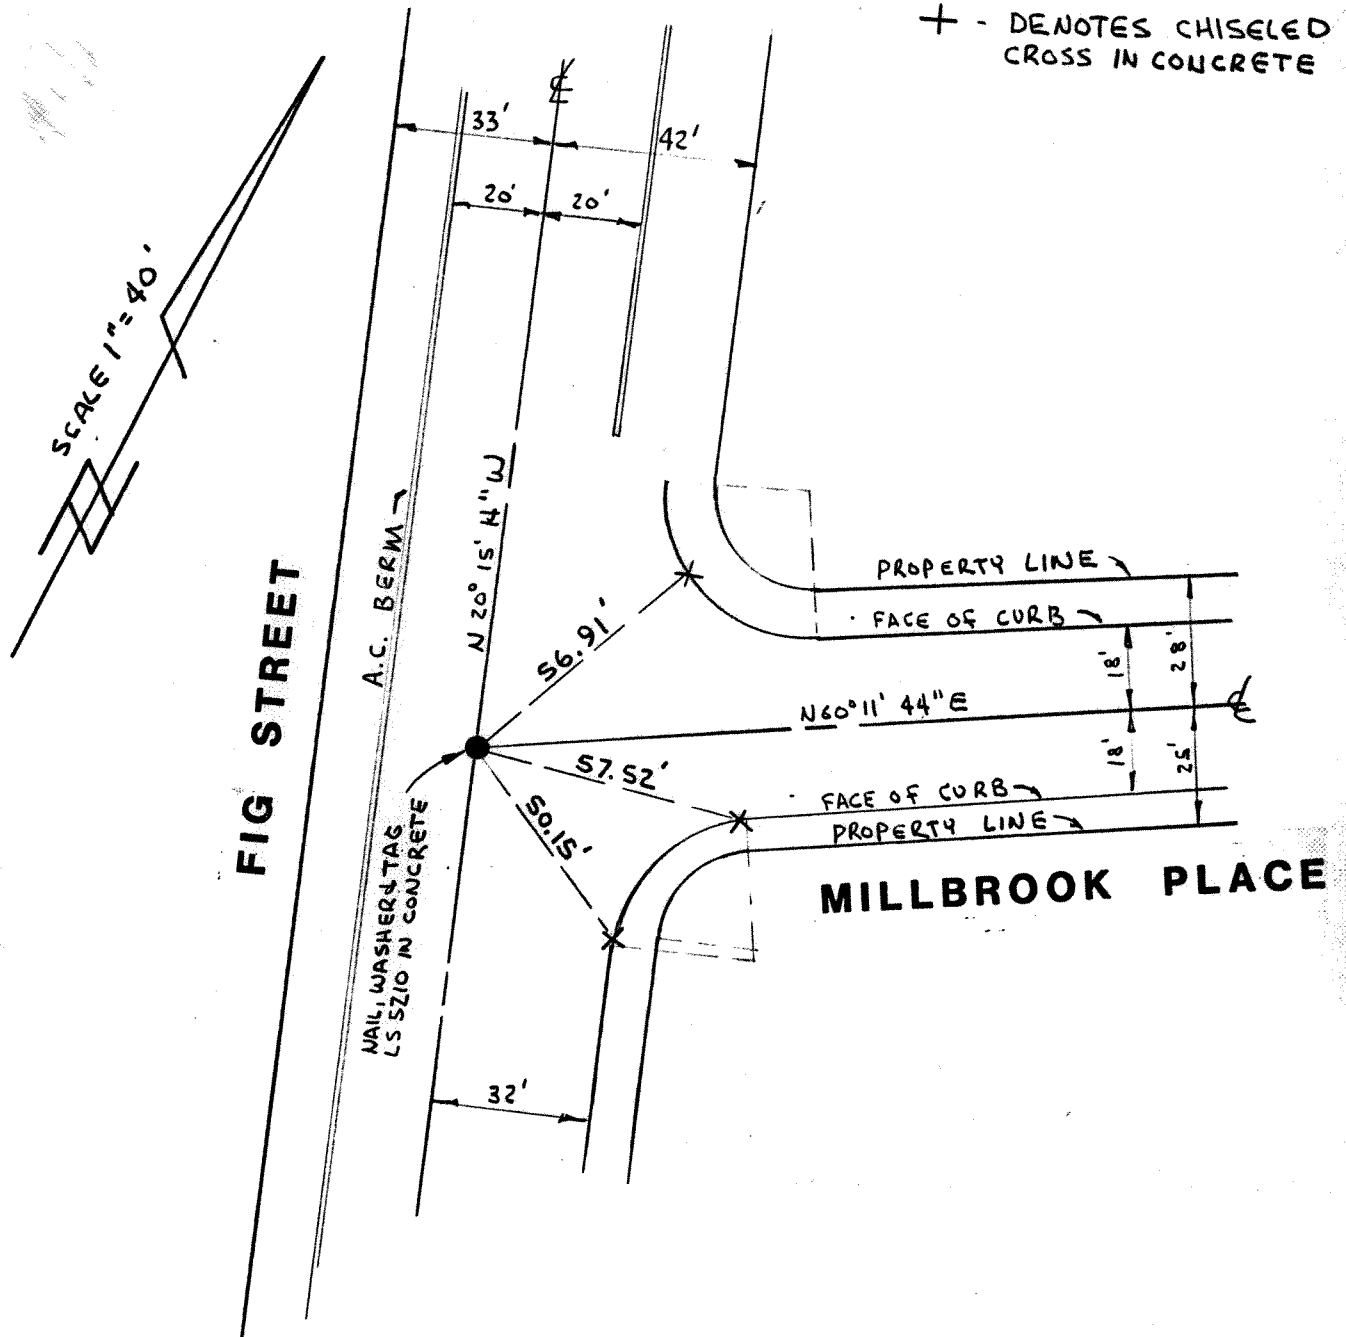 + - DENOTES CHISELED
CROSS IN CONCRETE
℄
33'
42'
20'
20'
SCALE 1"=40'
N
A.C. BERM
N 20° 15' 14" W
FIG STREET
56.91'
57.52'
50.15'
PROPERTY LINE
FACE OF CURB
18'
28'
N60°11' 44"E
℄
18'
25'
FACE OF CURB
PROPERTY LINE
MILLBROOK PLACE
NAIL, WASHER & TAG
LS 5210 IN CONCRETE
32'